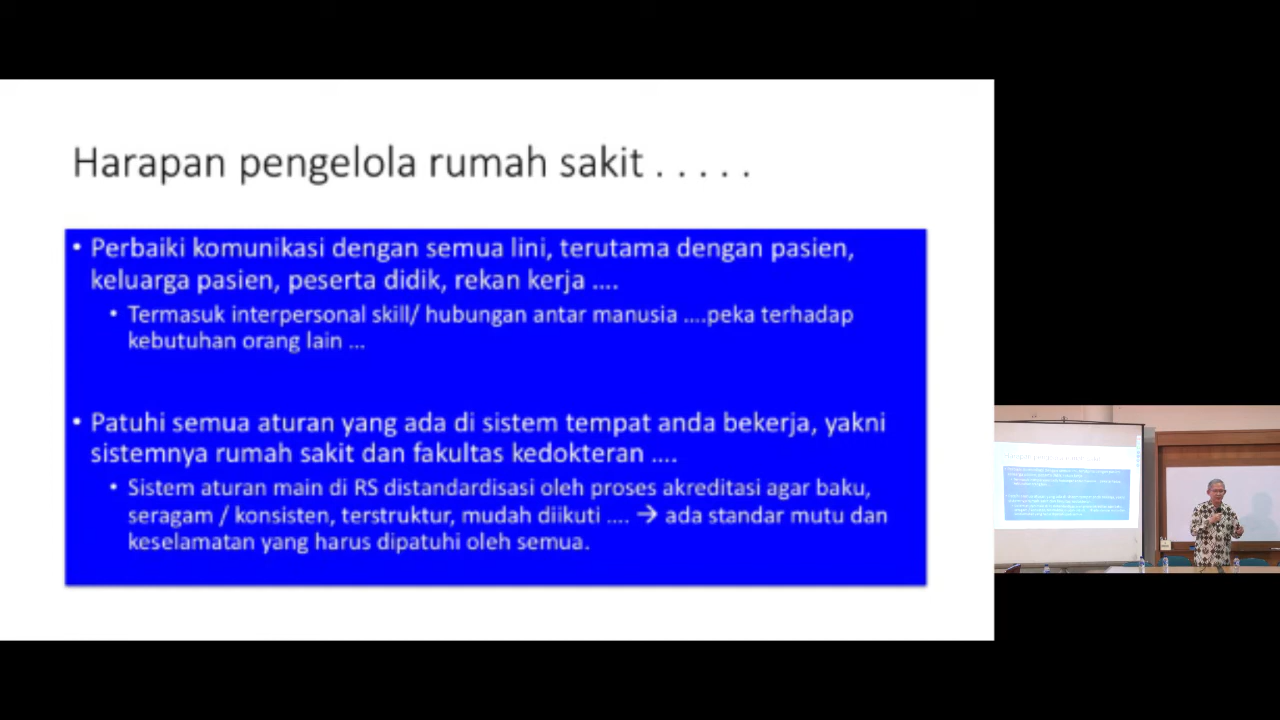 Harapan pengelola rumah sakit . . . . .
• Perbaiki komunikasi dengan semua lini, terutama dengan pasien,
keluarga pasien, peserta didik, rekan kerja ....
• Termasuk interpersonal skill/ hubungan antar manusia ....peka terhadap
kebutuhan orang lain ...
• Patuhi semua aturan yang ada di sistem tempat anda bekerja, yakni
sistemnya rumah sakit dan fakultas kedokteran ....
• Sistem aturan main di RS distandardisasi oleh proses akreditasi agar baku,
seragam / konsisten, terstruktur, mudah diikuti .... → ada standar mutu dan
keselamatan yang harus dipatuhi oleh semua.